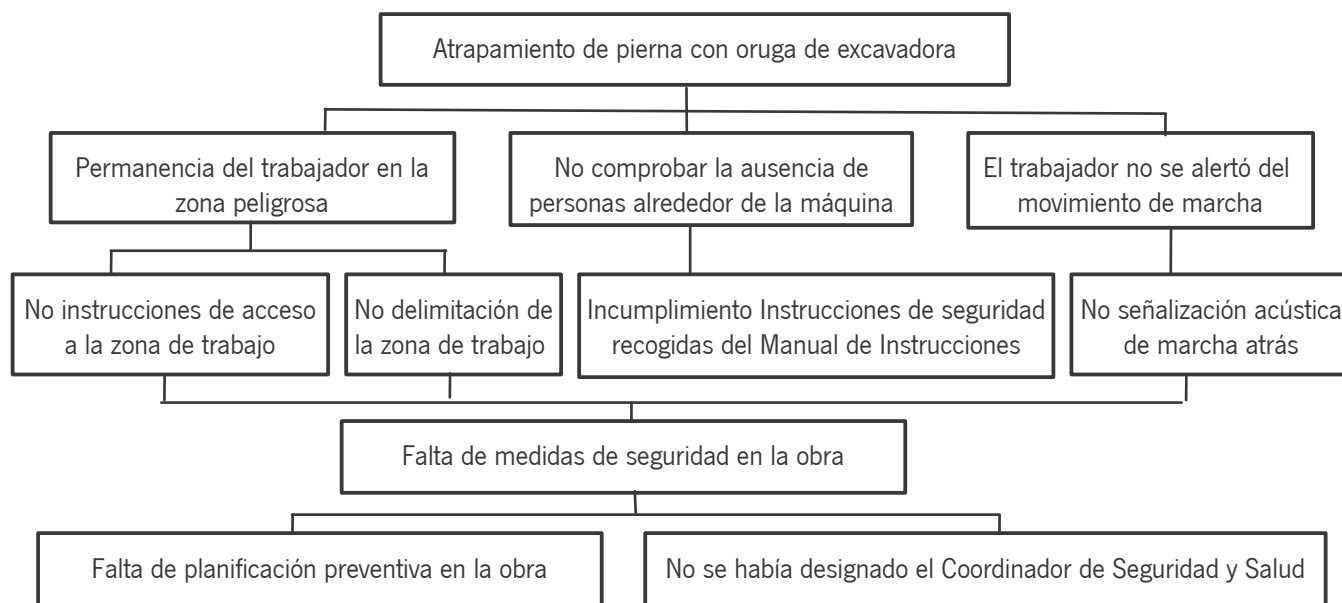 Atrapamiento de pierna con oruga de excavadora
Permanencia del trabajador en la
zona peligrosa
No comprobar la ausencia de
personas alrededor de la máquina
El trabajador no se alertó del
movimiento de marcha
No instrucciones de acceso
a la zona de trabajo
No delimitación de
la zona de trabajo
Incumplimiento Instrucciones de seguridad
recogidas del Manual de Instrucciones
No señalización acústica
de marcha atrás
Falta de medidas de seguridad en la obra
Falta de planificación preventiva en la obra
No se había designado el Coordinador de Seguridad y Salud